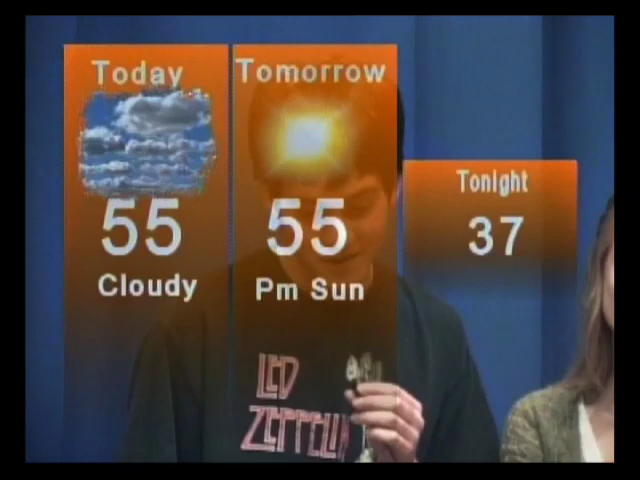 Today
55
Cloudy
Tomorrow
55
Pm Sun
Tonight
37
LED
ZEPPELIN